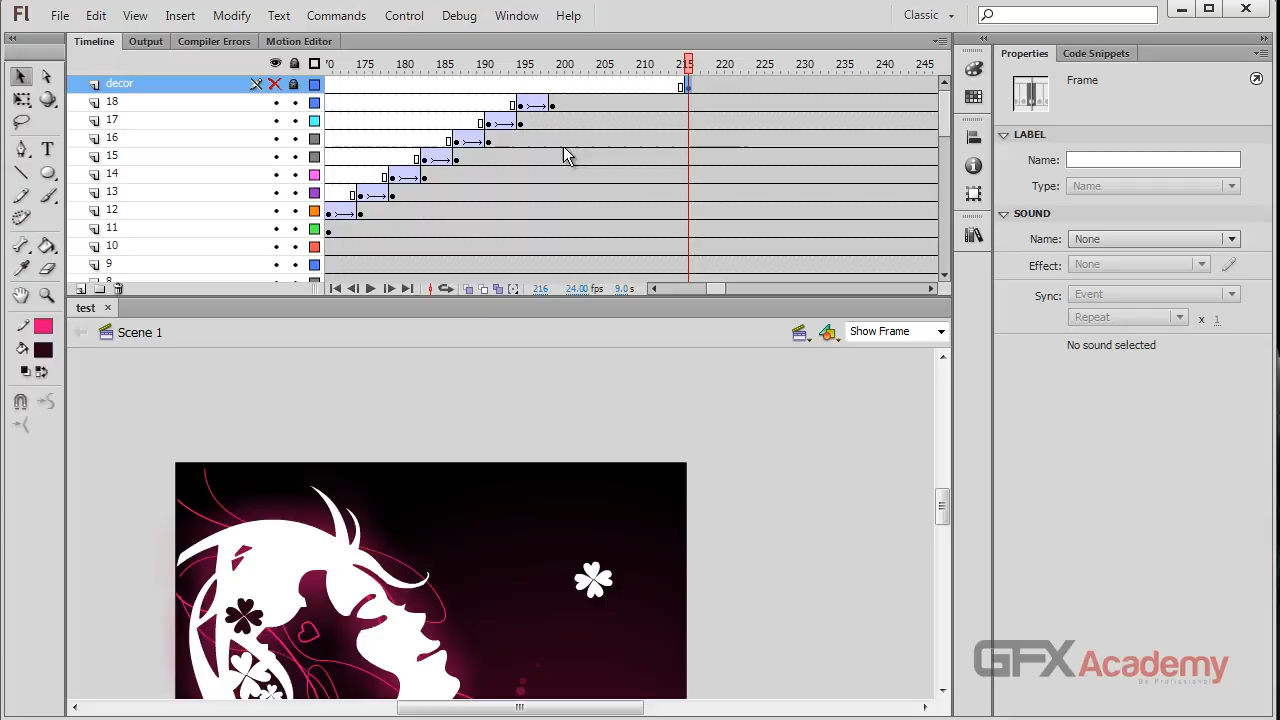 Fl File Edit View Insert Modify Text Commands Control Debug Window Help Classic
Timeline Output Compiler Errors Motion Editor
70 175 180 185 190 195 200 205 210 215 220 225 230 235 240 245
decor
18
17
16
15
14
13
12
11
10
9
8
216 24.00 fps 9.0 s
test
Scene 1
Show Frame
Properties Code Snippets
Frame
LABEL
Name:
Type: Name
SOUND
Name: None
Effect: None
Sync: Event
Repeat x 1
No sound selected
GFX Academy
Be Professional